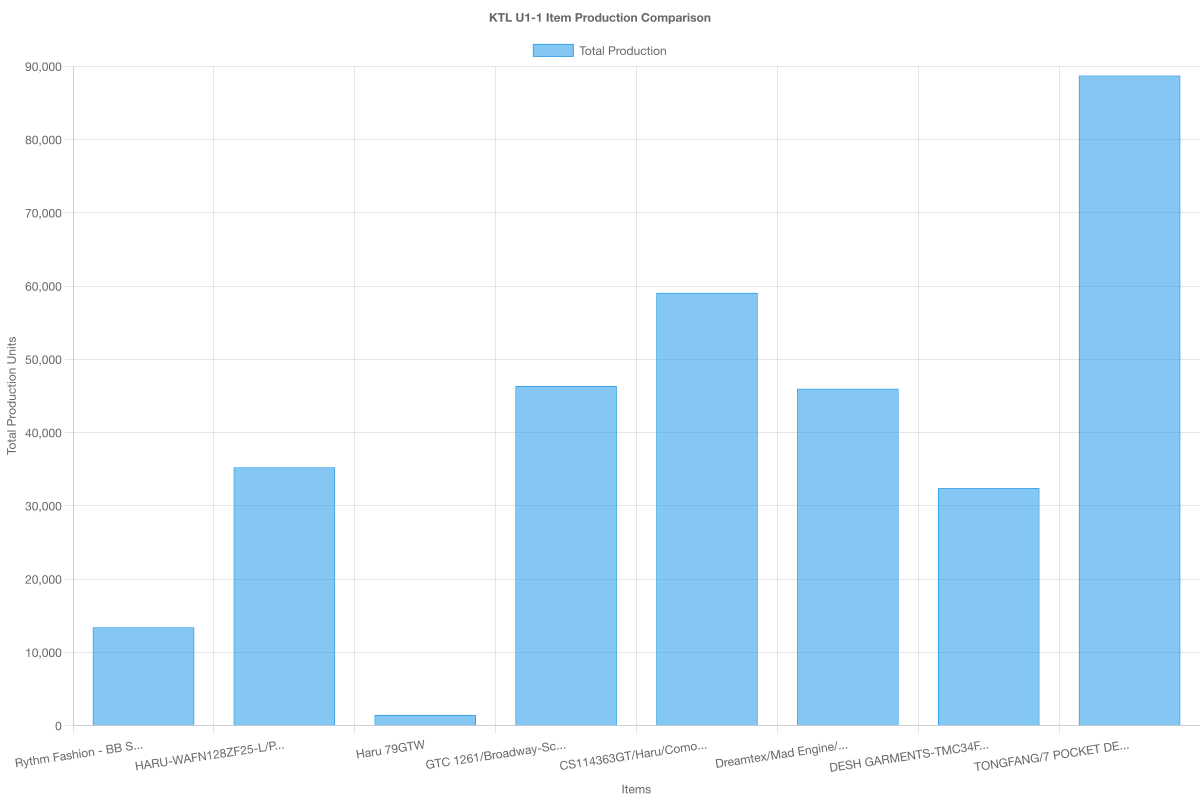 KTL U1-1 Item Production Comparison
Total Production
90,000
80,000
70,000
60,000
50,000
40,000
30,000
20,000
10,000
0
Total Production Units
Rythm Fashion - BB S...
HARU-WAFN128ZF25-L/P...
Haru 79GTW
GTC 1261/Broadway-Sc...
CS114363GT/Haru/Como...
Dreamtex/Mad Engine/...
DESH GARMENTS-TMC34F...
TONGFANG/7 POCKET DE...
Items